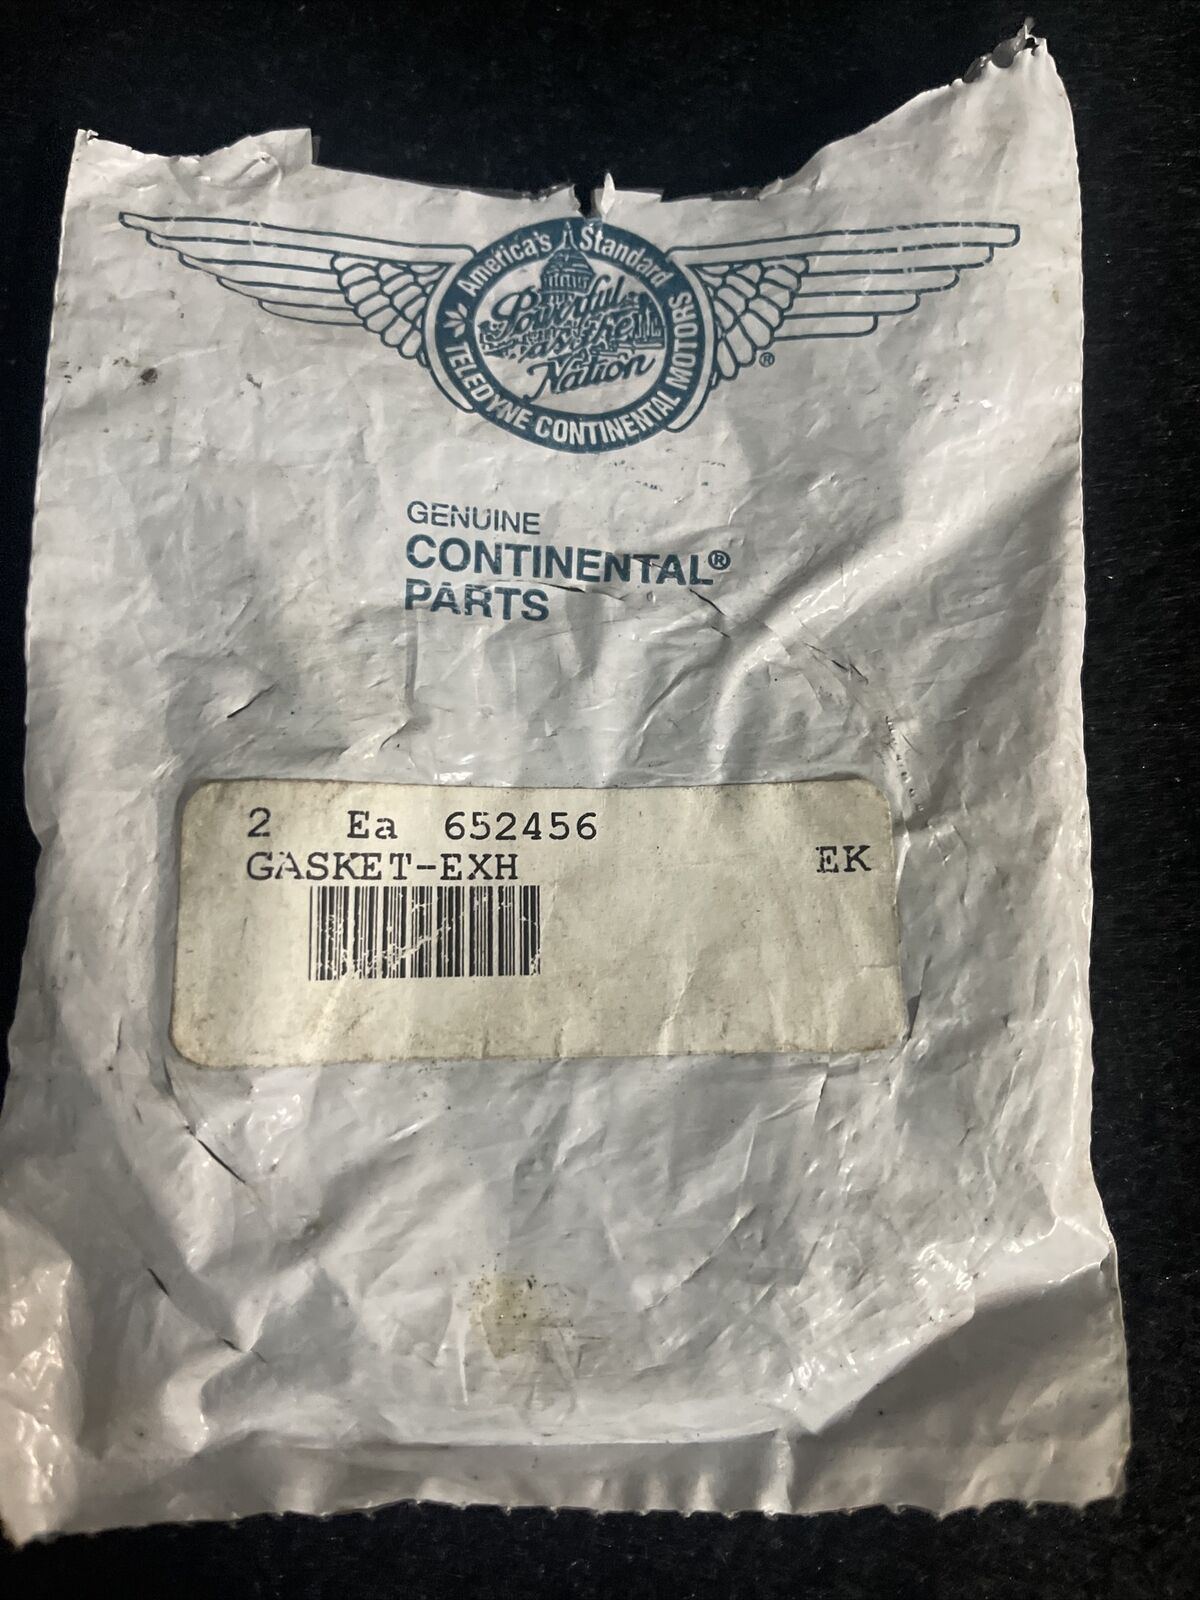 America's Standard
Powerful
as the
Nation
TELEDYNE CONTINENTAL MOTORS
®
GENUINE
CONTINENTAL®
PARTS
2 Ea 652456
GASKET-EXH EK